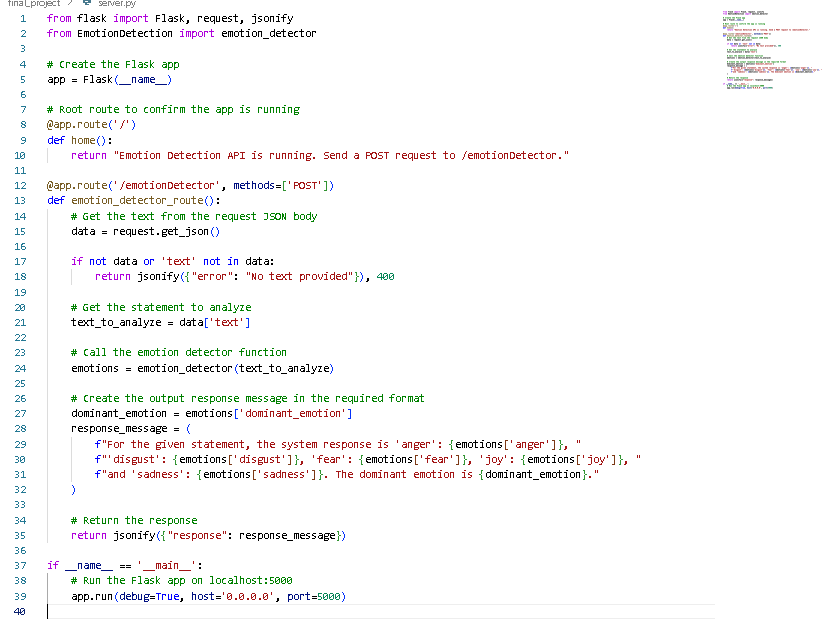 final_project > server.py
1 from flask import Flask, request, jsonify
2 from EmotionDetection import emotion_detector
3
4 # Create the Flask app
5 app = Flask(__name__)
6
7 # Root route to confirm the app is running
8 @app.route('/')
9 def home():
10     return "Emotion Detection API is running. Send a POST request to /emotionDetector."
11
12 @app.route('/emotionDetector', methods=['POST'])
13 def emotion_detector_route():
14     # Get the text from the request JSON body
15     data = request.get_json()
16
17     if not data or 'text' not in data:
18         return jsonify({"error": "No text provided"}), 400
19
20     # Get the statement to analyze
21     text_to_analyze = data['text']
22
23     # Call the emotion detector function
24     emotions = emotion_detector(text_to_analyze)
25
26     # Create the output response message in the required format
27     dominant_emotion = emotions['dominant_emotion']
28     response_message = (
29         f"For the given statement, the system response is 'anger': {emotions['anger']}, "
30         f"'disgust': {emotions['disgust']}, 'fear': {emotions['fear']}, 'joy': {emotions['joy']}, "
31         f"and 'sadness': {emotions['sadness']}. The dominant emotion is {dominant_emotion}."
32     )
33
34     # Return the response
35     return jsonify({"response": response_message})
36
37 if __name__ == '__main__':
38     # Run the Flask app on localhost:5000
39     app.run(debug=True, host='0.0.0.0', port=5000)
40